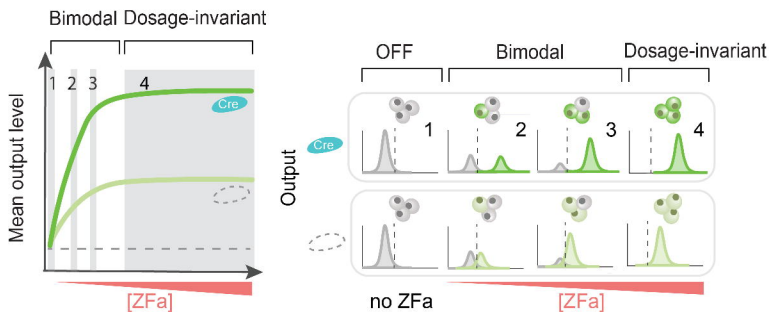 Bimodal Dosage-invariant
1 2 3 4
Cre
Mean output level
[ZFa]
OFF Bimodal Dosage-invariant
Cre
1 2 3 4
Output
no ZFa [ZFa]